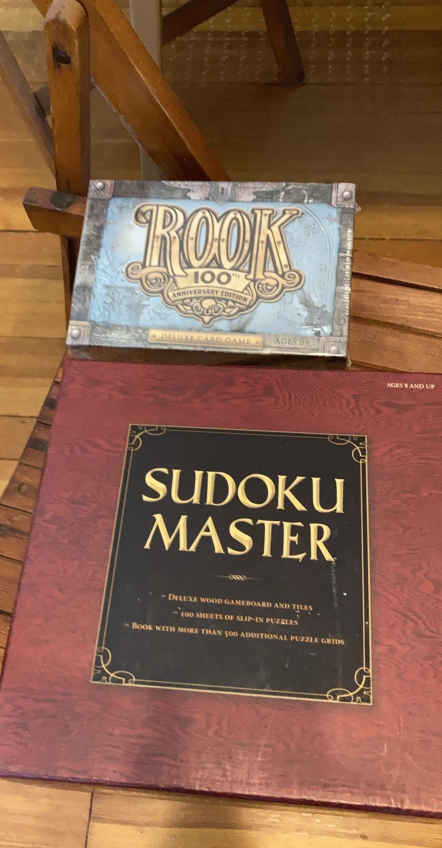 ROOK
100TH
ANNIVERSARY EDITION
DELUXE CARD GAME
AGES 8+
AGES 8 AND UP
SUDOKU
MASTER
~ DELUXE WOOD GAMEBOARD AND TILES
~ 100 SHEETS OF SLIP-IN PUZZLES
~ BOOK WITH MORE THAN 500 ADDITIONAL PUZZLE GRIDS